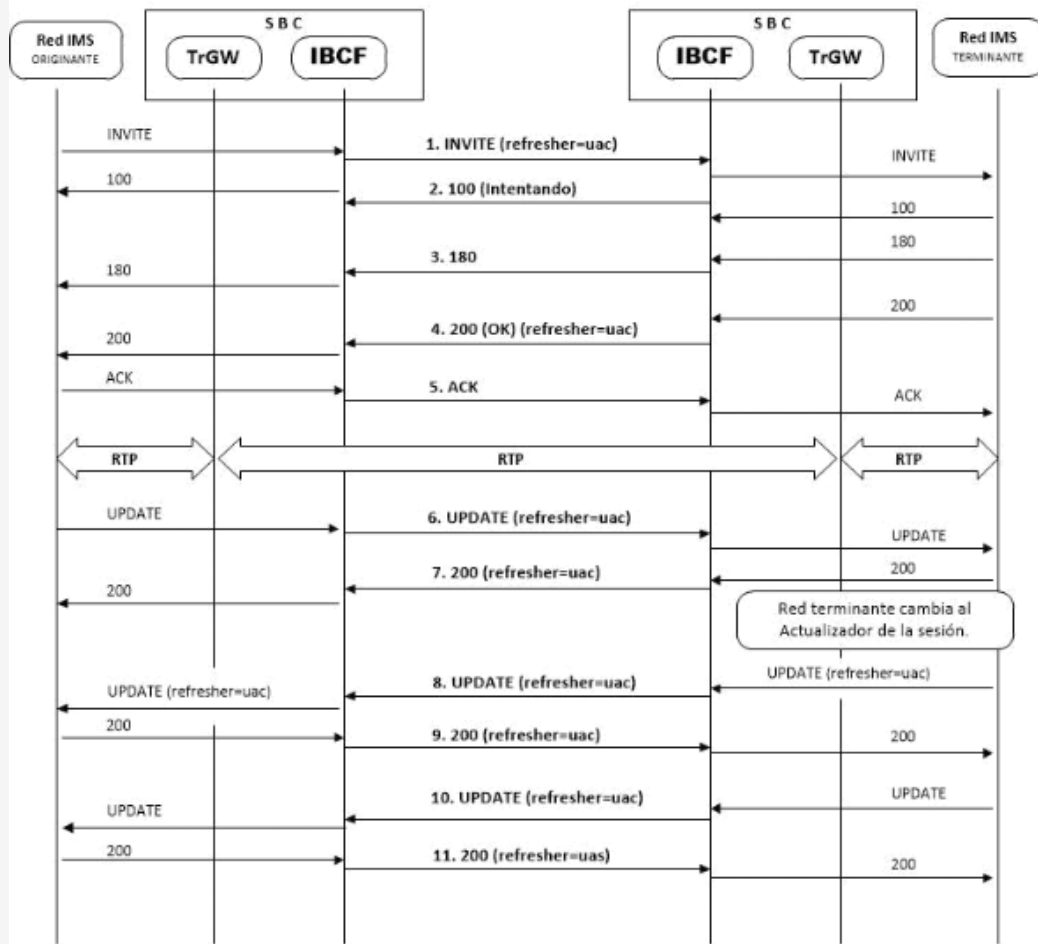 S B C
S B C
Red IMS
ORIGINANTE
TrGW
IBCF
IBCF
TrGW
Red IMS
TERMINANTE
INVITE
1. INVITE (refresher=uac)
INVITE
100
2. 100 (Intentando)
100
180
3. 180
180
200
4. 200 (OK) (refresher=uac)
200
ACK
5. ACK
ACK
RTP
RTP
RTP
UPDATE
6. UPDATE (refresher=uac)
UPDATE
200
7. 200 (refresher=uac)
200
Red terminante cambia al
Actualizador de la sesión.
UPDATE (refresher=uac)
8. UPDATE (refresher=uac)
UPDATE (refresher=uac)
200
9. 200 (refresher=uac)
200
10. UPDATE (refresher=uac)
UPDATE
UPDATE
200
11. 200 (refresher=uas)
200